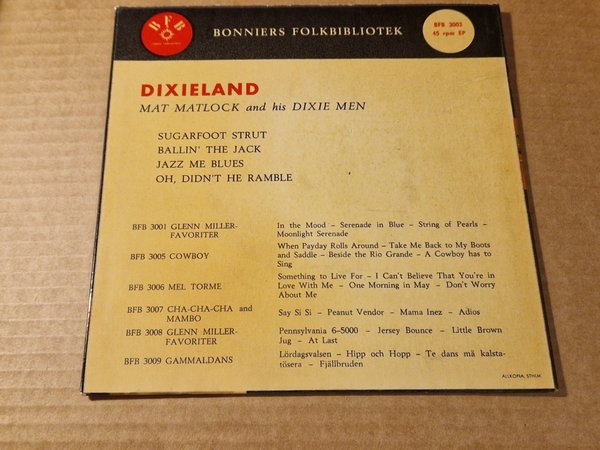 BFB
BONNIERS FOLKBIBLIOTEK
BFB 3003
45 rpm EP
DIXIELAND
MAT MATLOCK and his DIXIE MEN
SUGARFOOT STRUT
BALLIN' THE JACK
JAZZ ME BLUES
OH, DIDN'T HE RAMBLE
BFB 3001 GLENN MILLER-
FAVORITER
In the Mood – Serenade in Blue – String of Pearls –
Moonlight Serenade
BFB 3005 COWBOY
When Payday Rolls Around – Take Me Back to My Boots
and Saddle – Beside the Rio Grande – A Cowboy has to
Sing
BFB 3006 MEL TORME
Something to Live For – I Can't Believe That You're in
Love With Me – One Morning in May – Don't Worry
About Me
BFB 3007 CHA-CHA-CHA and
MAMBO
Say Si Si – Peanut Vendor – Mama Inez – Adios
BFB 3008 GLENN MILLER-
FAVORITER
Pennsylvania 6–5000 – Jersey Bounce – Little Brown
Jug – At Last
BFB 3009 GAMMALDANS
Lördagsvalsen – Hipp och Hopp – Te dans mä kalsta-
tösera – Fjällbruden
ALLKOPIA, STHLM